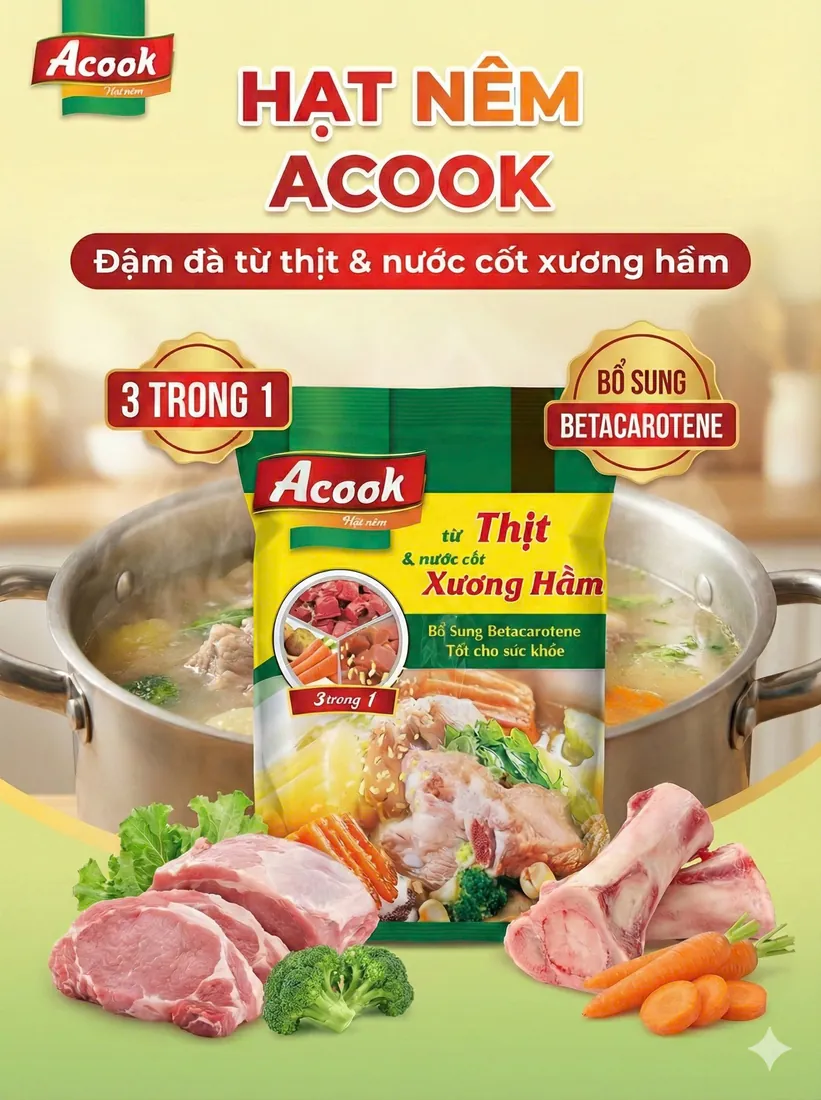 Acook
Hạt nêm
HẠT NÊM
ACOOK
Đậm đà từ thịt & nước cốt xương hầm
3 TRONG 1
BỔ SUNG
BETACAROTENE
Acook
Hạt nêm
từ Thịt
& nước cốt
Xương Hầm
Bổ Sung Betacarotene
Tốt cho sức khỏe
3 trong 1